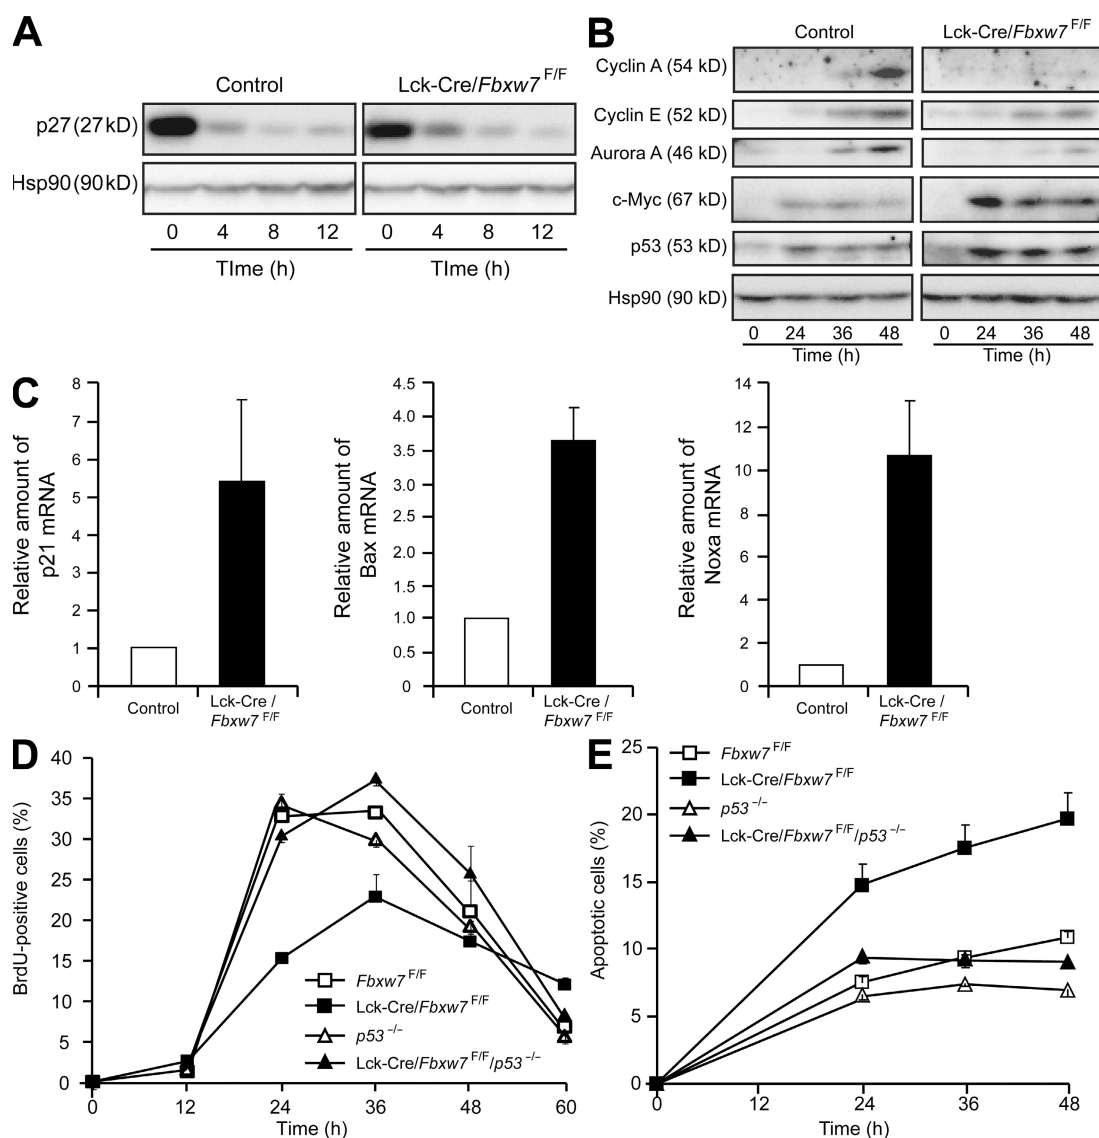 A
Control
Lck-Cre/Fbxw7 F/F
p27 (27 kD)
Hsp90 (90 kD)
0 4 8 12 0 4 8 12
TIme (h) TIme (h)
B
Control
Lck-Cre/Fbxw7 F/F
Cyclin A (54 kD)
Cyclin E (52 kD)
Aurora A (46 kD)
c-Myc (67 kD)
p53 (53 kD)
Hsp90 (90 kD)
0 24 36 48 0 24 36 48
Time (h) Time (h)
C
Relative amount of
p21 mRNA
8
7
6
5
4
3
2
1
0
Control
Lck-Cre /
Fbxw7 F/F
Relative amount of
Bax mRNA
4.5
4.0
3.5
3.0
2.5
2.0
1.5
1.0
0.5
0
Control
Lck-Cre /
Fbxw7 F/F
Relative amount of
Noxa mRNA
14
12
10
8
6
4
2
0
Control
Lck-Cre /
Fbxw7 F/F
D
BrdU-positive cells (%)
40
35
30
25
20
15
10
5
0
Fbxw7 F/F
Lck-Cre/Fbxw7 F/F
p53 −/−
Lck-Cre/Fbxw7 F/F/p53 −/−
0 12 24 36 48 60
Time (h)
E
Apoptotic cells (%)
25
20
15
10
5
0
Fbxw7 F/F
Lck-Cre/Fbxw7 F/F
p53 −/−
Lck-Cre/Fbxw7 F/F/p53 −/−
0 12 24 36 48
Time (h)